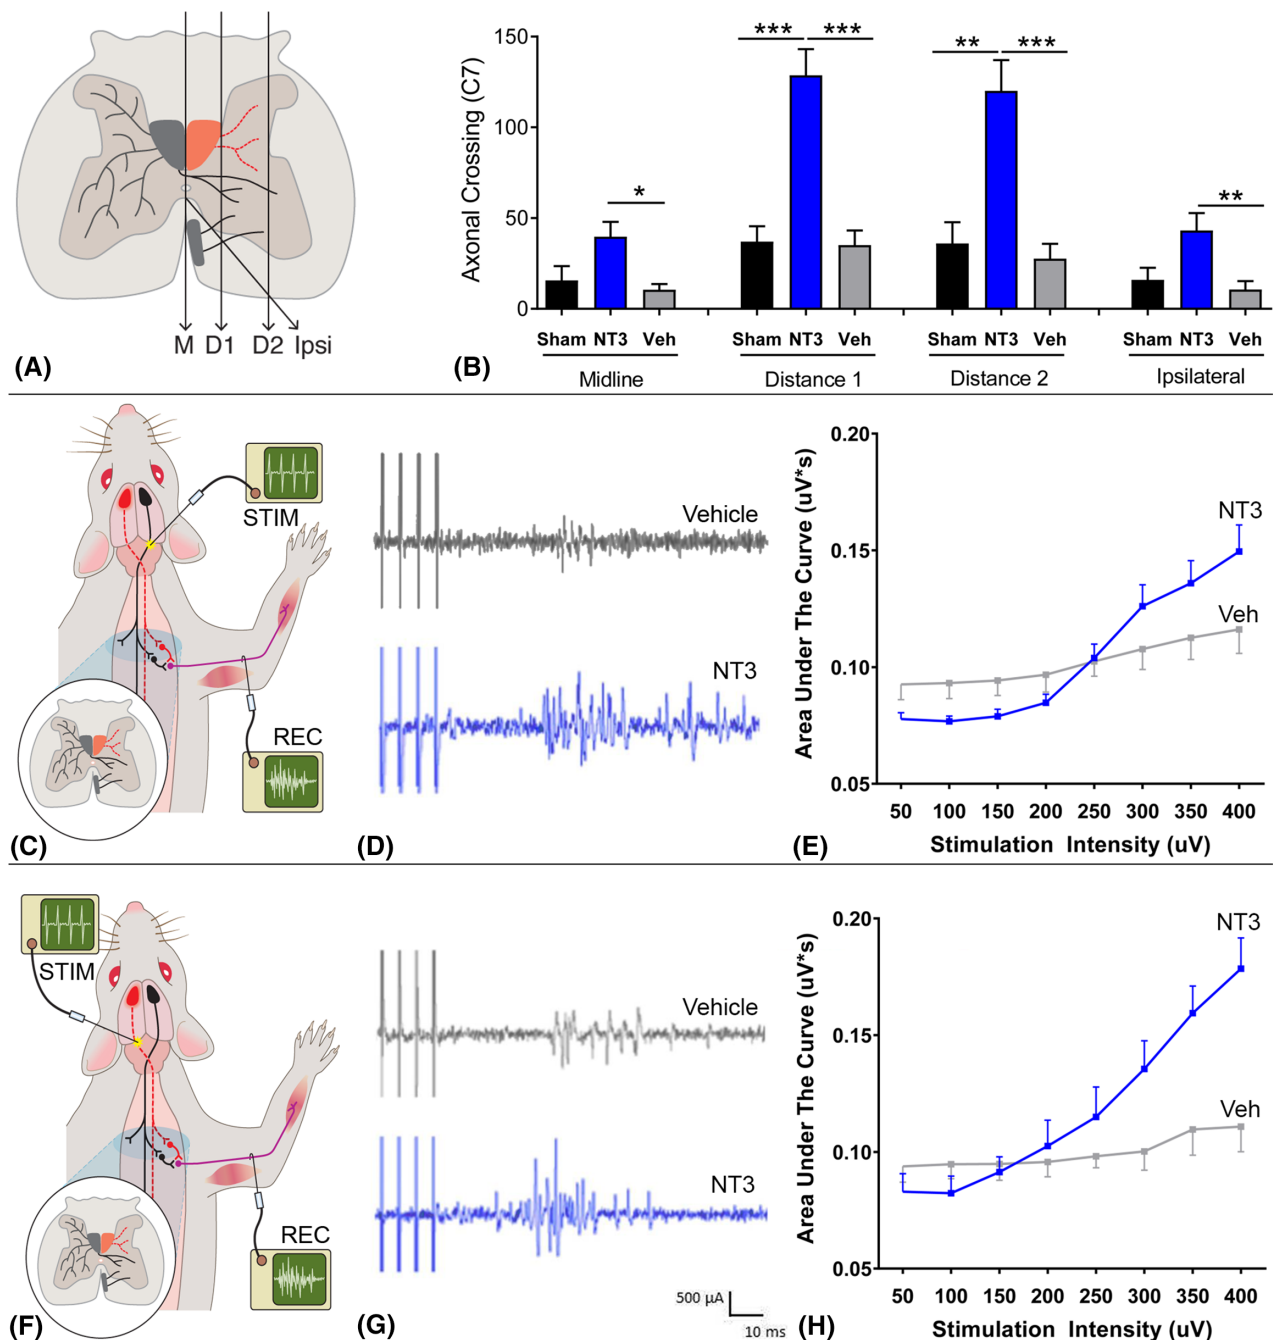 M D1 D2 Ipsi
(A)
Axonal Crossing (C7)
150
100
50
0
* *** *** ** *** **
Sham NT3 Veh Sham NT3 Veh Sham NT3 Veh Sham NT3 Veh
Midline Distance 1 Distance 2 Ipsilateral
(B)
STIM
REC
(C)
Vehicle
NT3
(D)
Area Under The Curve (uV*s)
0.20
0.15
0.10
0.05
NT3
Veh
50 100 150 200 250 300 350 400
Stimulation Intensity (uV)
(E)
STIM
REC
(F)
Vehicle
NT3
500 µA
10 ms
(G)
Area Under The Curve (uV*s)
0.20
0.15
0.10
0.05
NT3
Veh
50 100 150 200 250 300 350 400
Stimulation Intensity (uV)
(H)